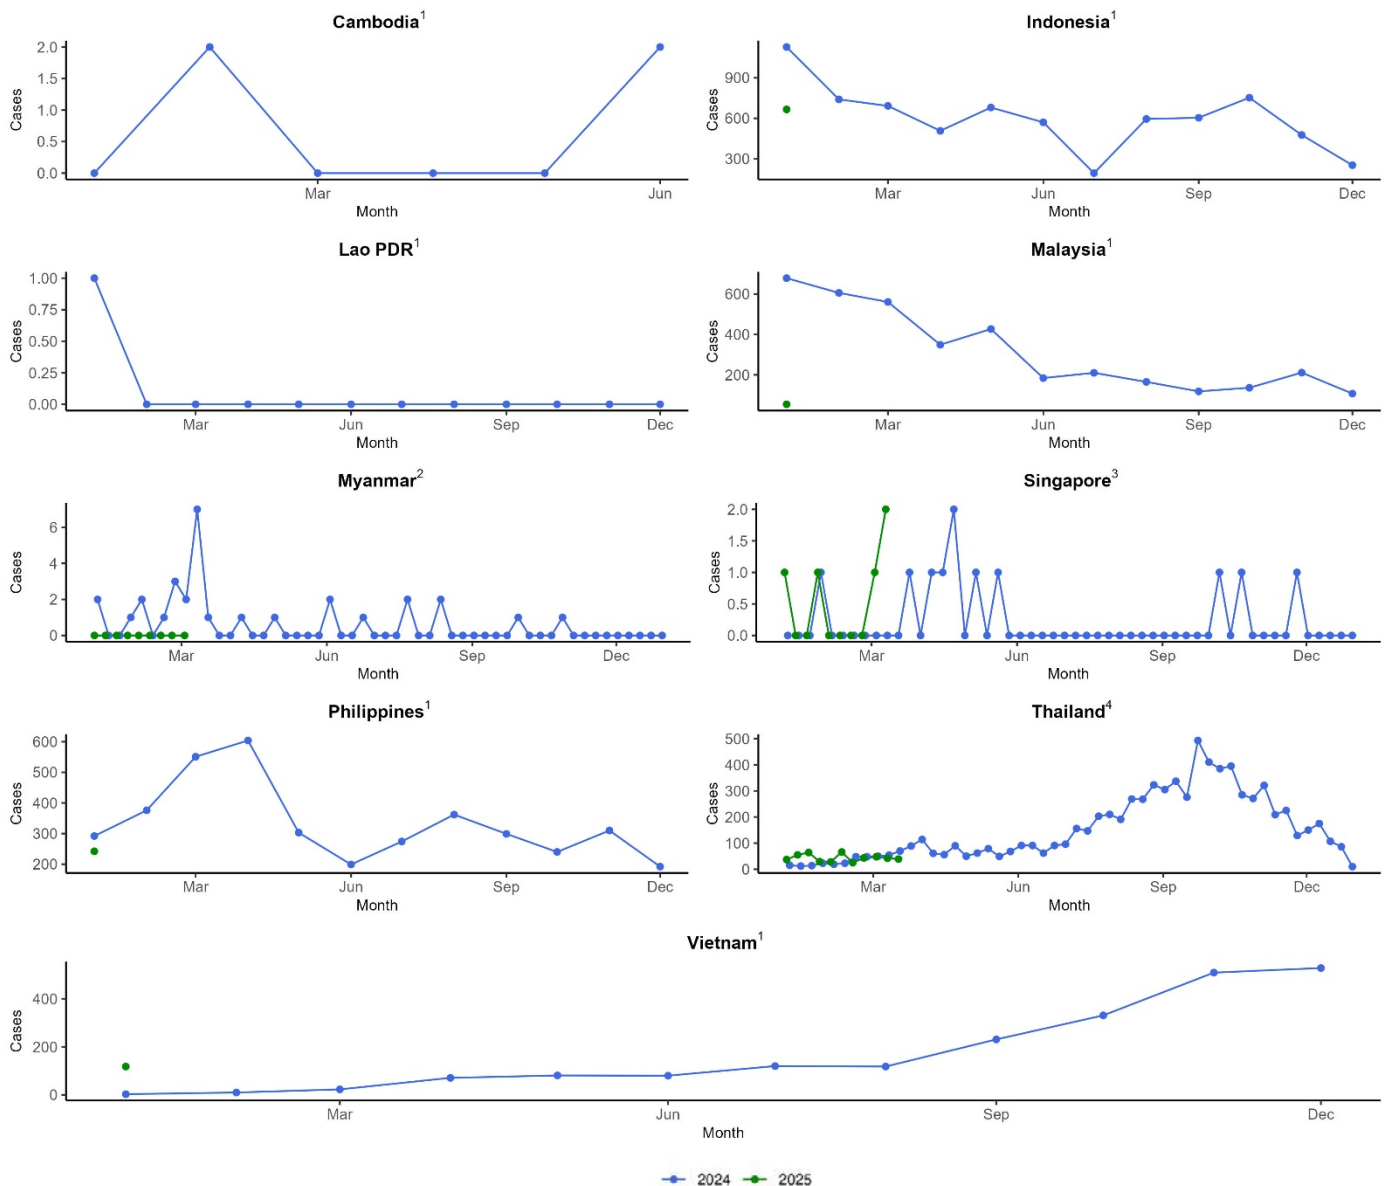 Cambodia1
Cases
2.0
1.5
1.0
0.5
0.0
Mar
Jun
Month
Indonesia1
Cases
900
600
300
Mar
Jun
Sep
Dec
Month
Lao PDR1
Cases
1.00
0.75
0.50
0.25
0.00
Mar
Jun
Sep
Dec
Month
Malaysia1
Cases
600
400
200
Mar
Jun
Sep
Dec
Month
Myanmar2
Cases
6
4
2
0
Mar
Jun
Sep
Dec
Month
Singapore3
Cases
2.0
1.5
1.0
0.5
0.0
Mar
Jun
Sep
Dec
Month
Philippines1
Cases
600
500
400
300
200
Mar
Jun
Sep
Dec
Month
Thailand4
Cases
500
400
300
200
100
0
Mar
Jun
Sep
Dec
Month
Vietnam1
Cases
400
200
0
Mar
Jun
Sep
Dec
Month
2024 2025